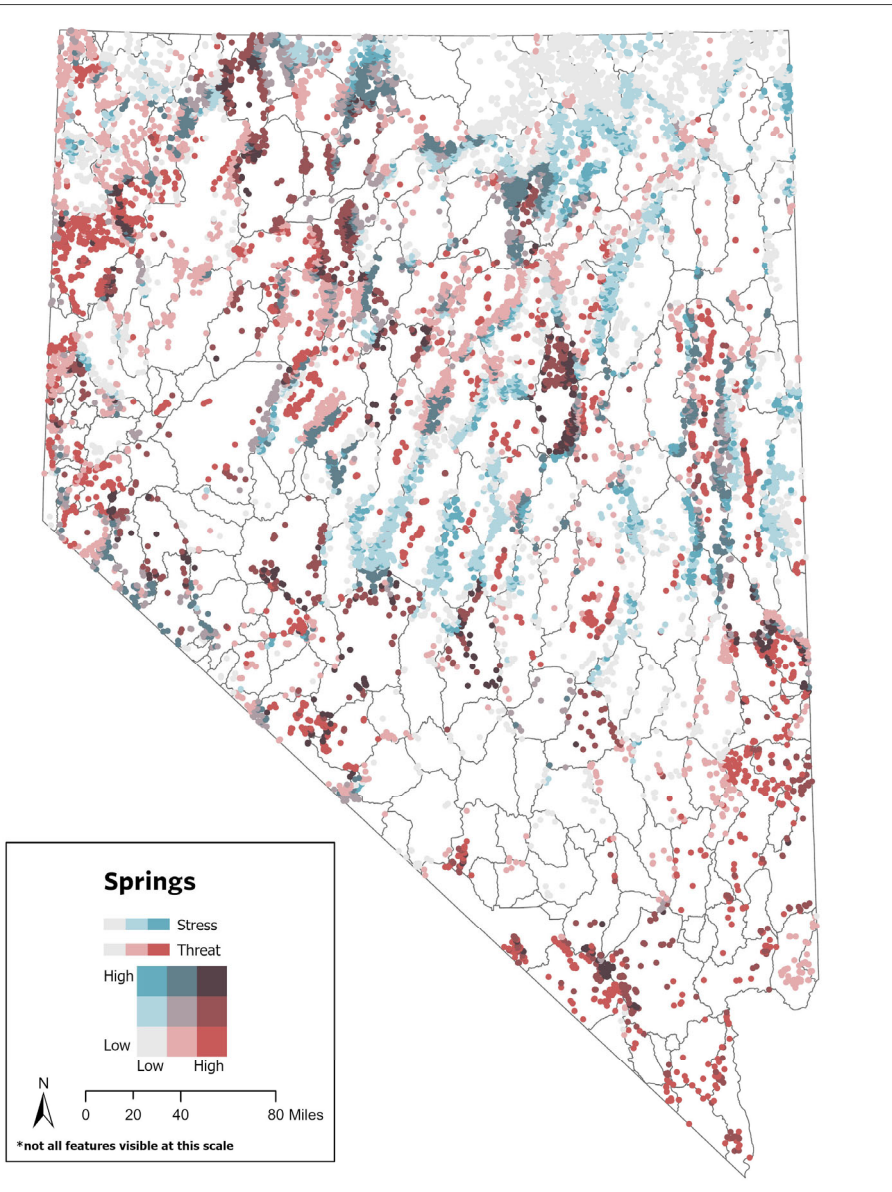 Springs
Stress
Threat
High
Low
Low High
N
0 20 40 80 Miles
*not all features visible at this scale